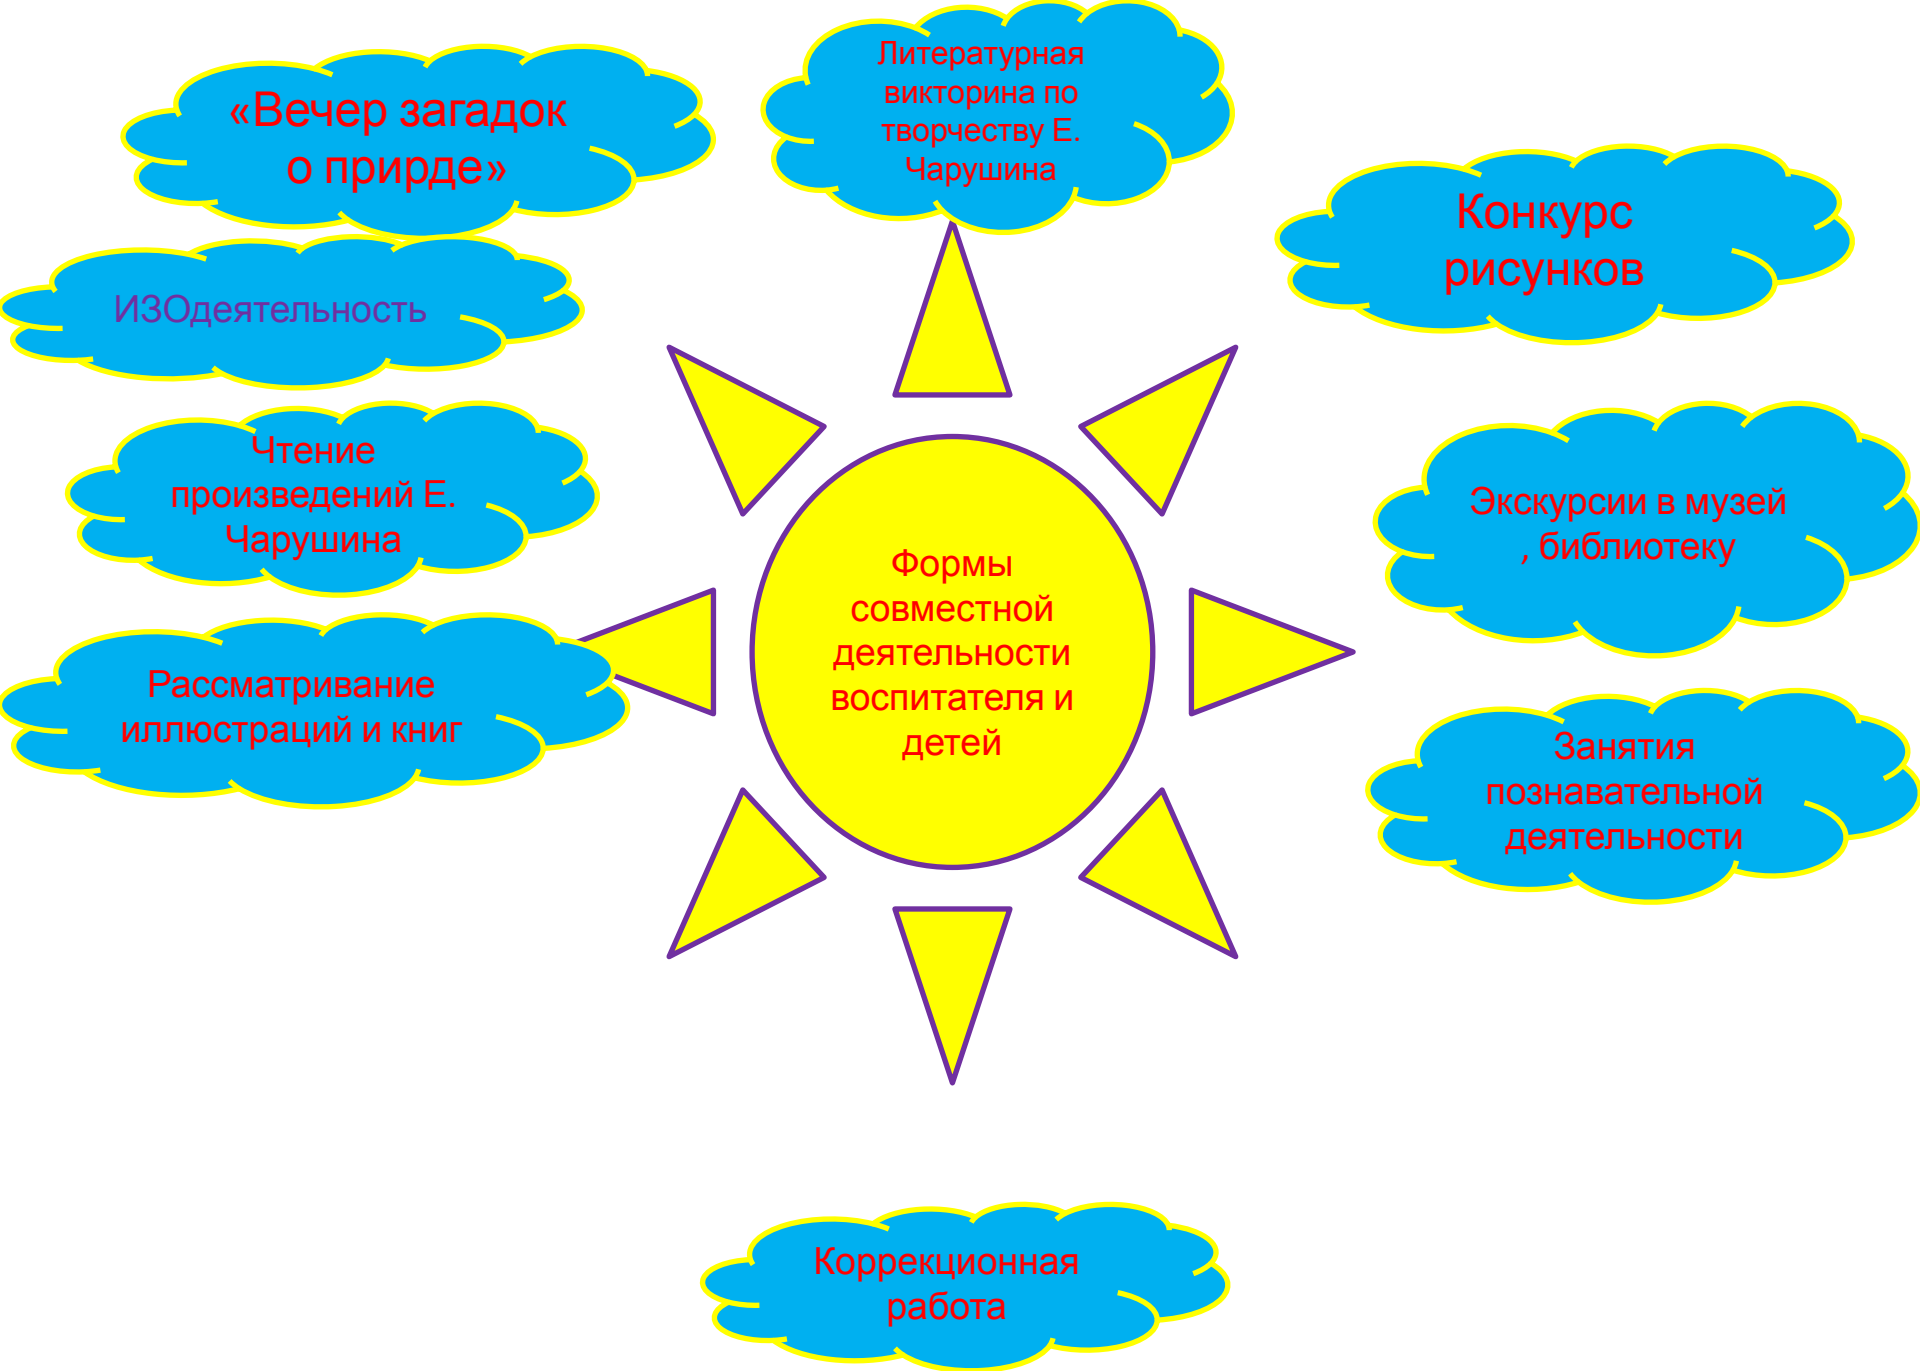 «Вечер загадок
о прирде»
Литературная
викторина по
творчеству Е.
Чарушина
Конкурс
рисунков
ИЗОдеятельность
Чтение
произведений Е.
Чарушина
Экскурсии в музей
, библиотеку
Формы
совместной
деятельности
воспитателя и
детей
Рассматривание
иллюстраций и книг
Занятия
познавательной
деятельности
Коррекционная
работа